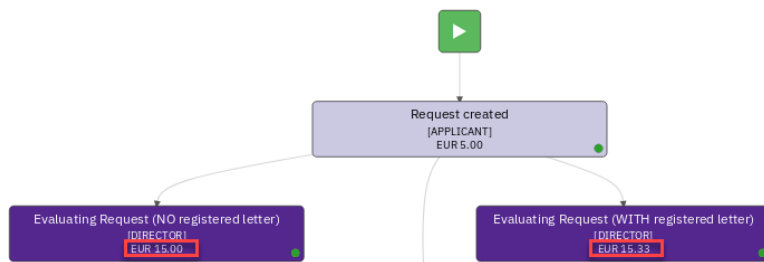 Request created
[APPLICANT]
EUR 5.00
Evaluating Request (NO registered letter)
[DIRECTOR]
EUR 15.00
Evaluating Request (WITH registered letter)
[DIRECTOR]
EUR 15.33